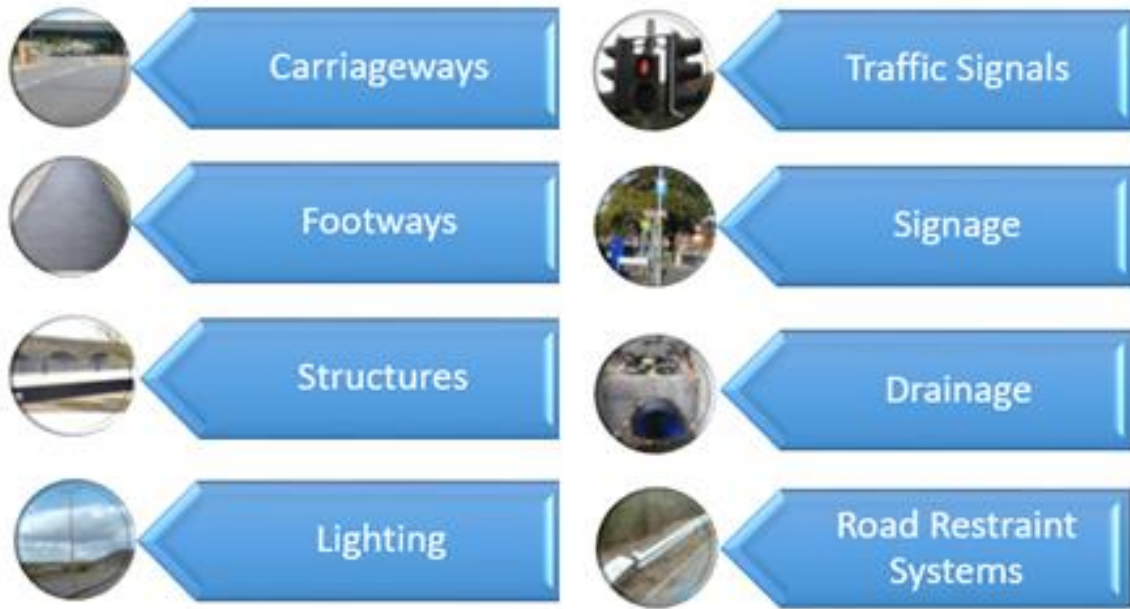 Carriageways
Traffic Signals
Footways
Signage
Structures
Drainage
Lighting
Road Restraint
Systems